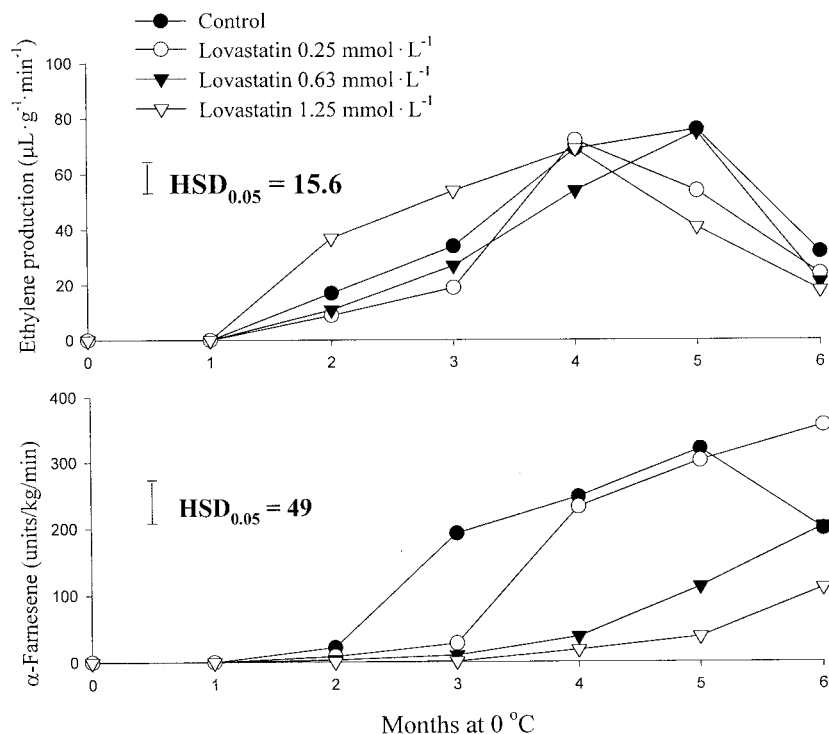 Control
Lovastatin 0.25 mmol · L⁻¹
Lovastatin 0.63 mmol · L⁻¹
Lovastatin 1.25 mmol · L⁻¹
Ethylene production (µL · g⁻¹ · min⁻¹)
100
80
60
40
20
0
HSD₀.₀₅ = 15.6
0 1 2 3 4 5 6
α-Farnesene (units/kg/min)
400
300
200
100
0
HSD₀.₀₅ = 49
0 1 2 3 4 5 6
Months at 0 °C